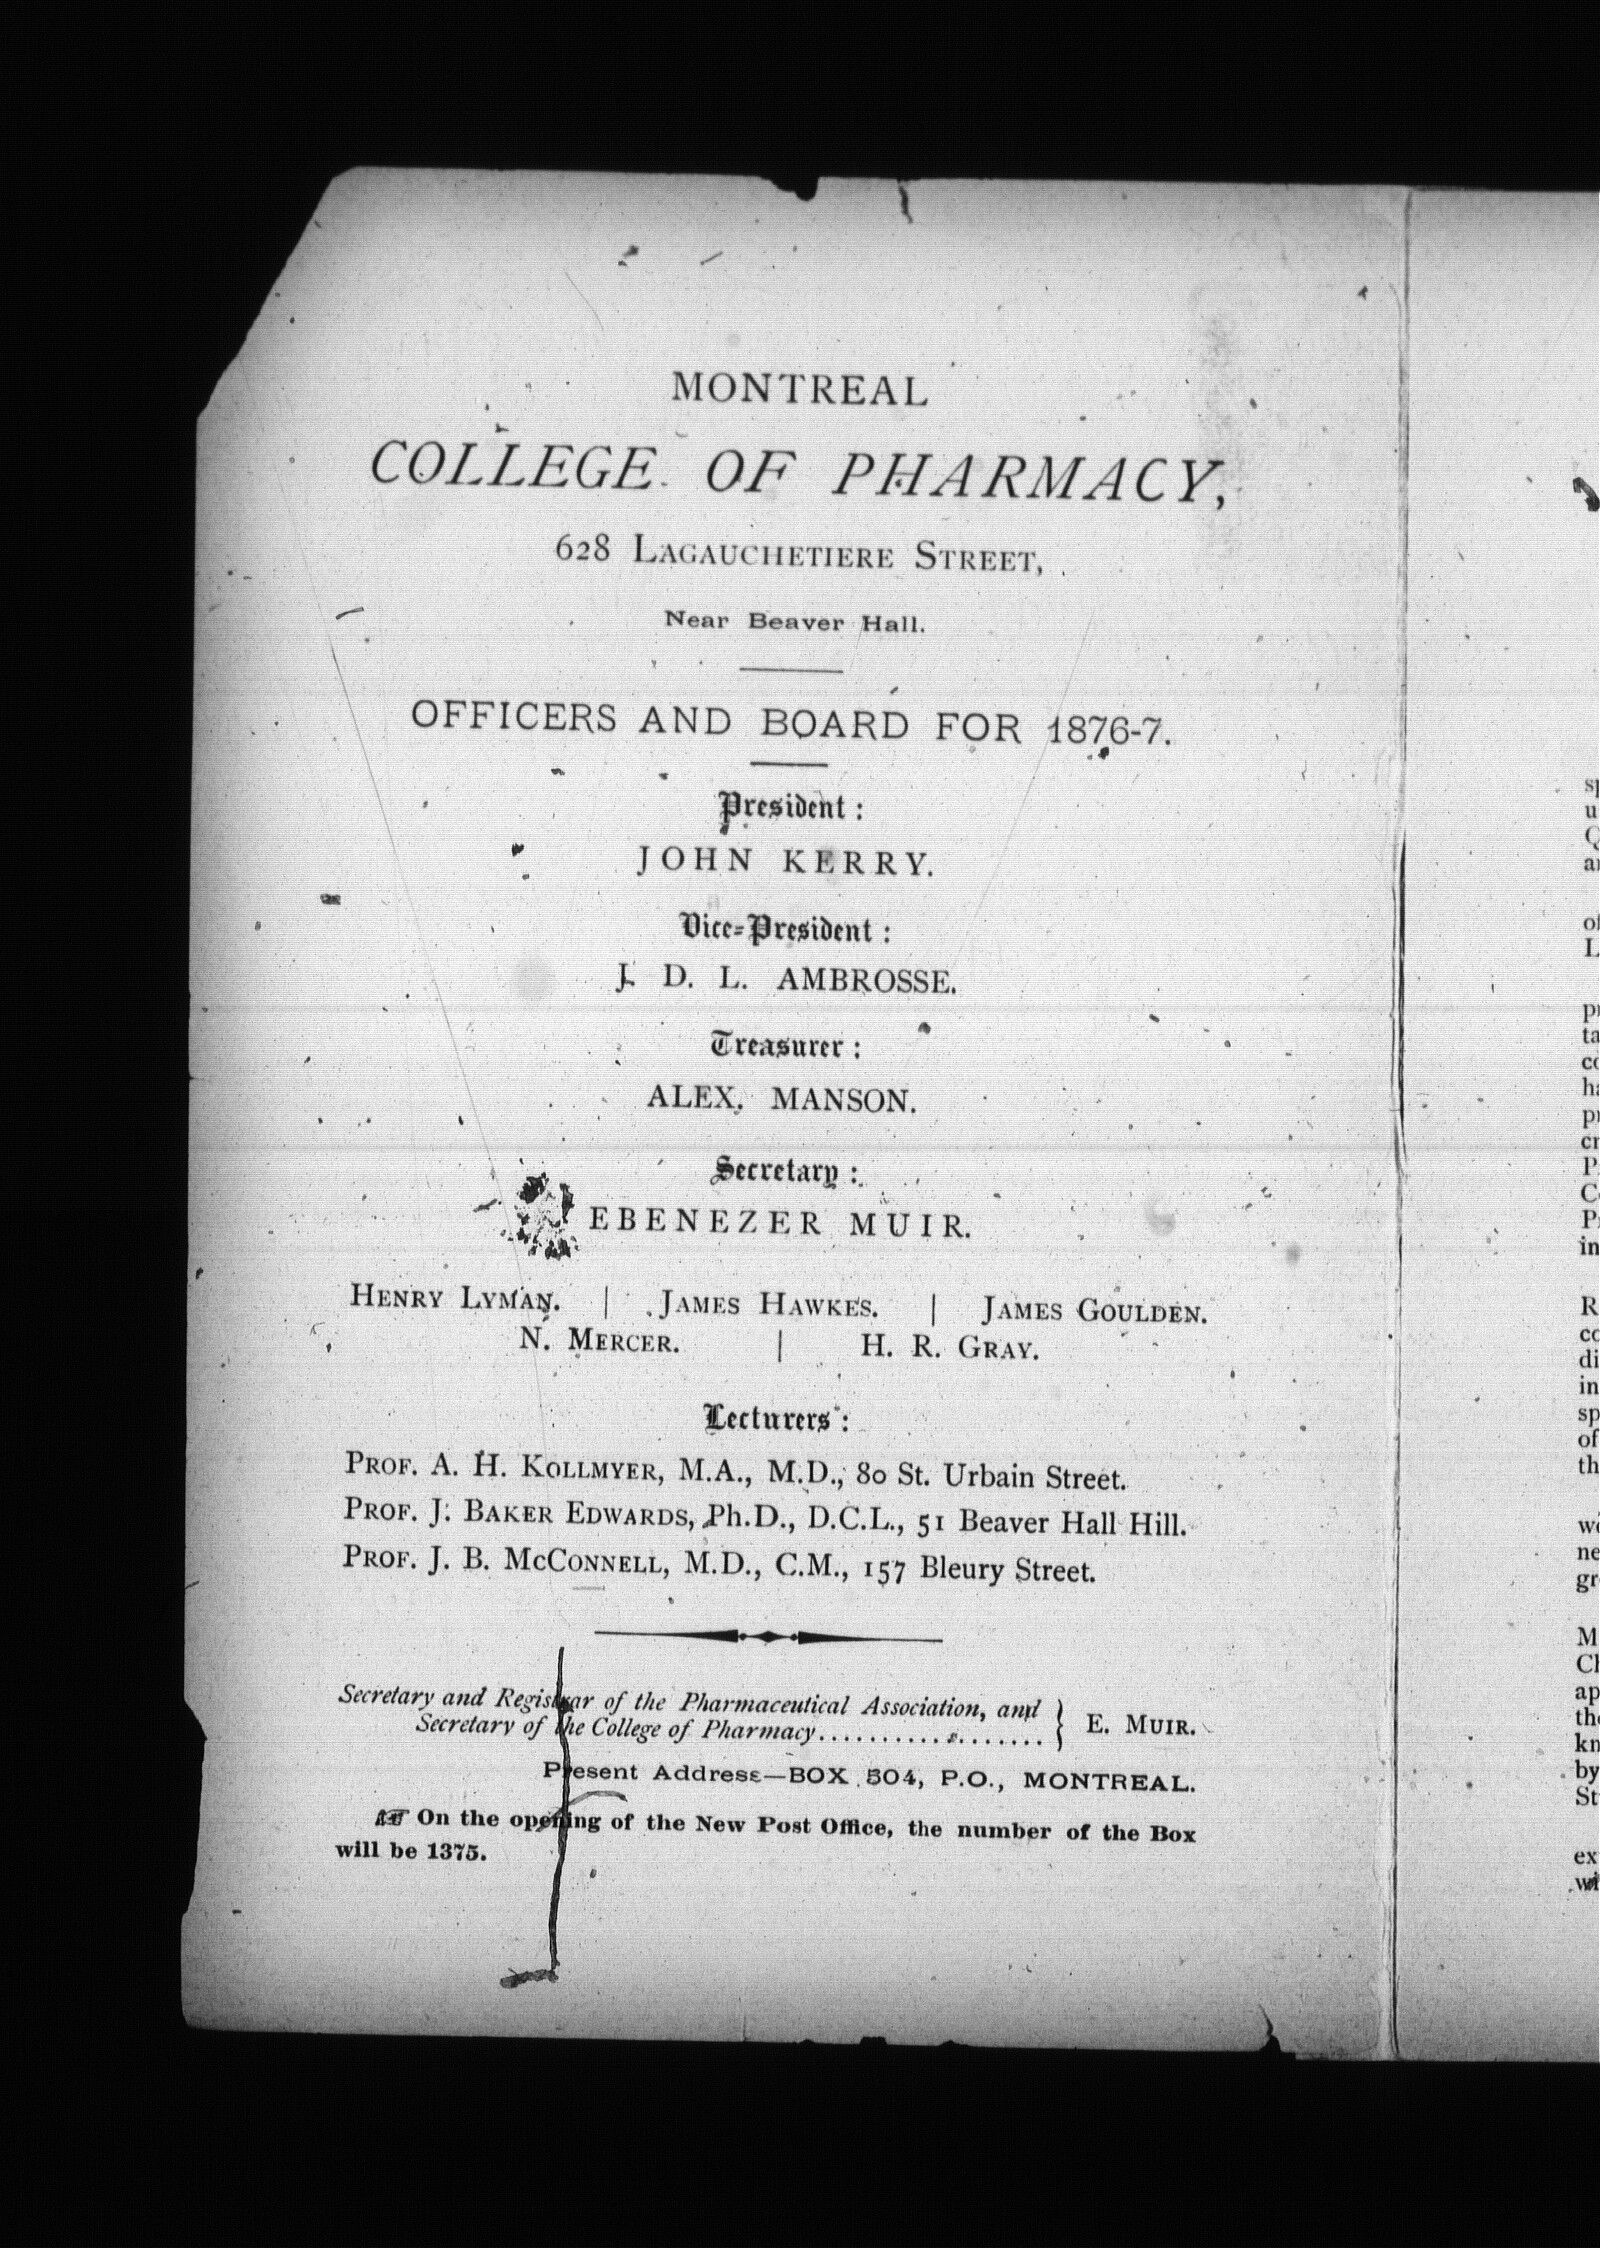 MONTREAL
COLLEGE OF PHARMACY,
628 LAGAUCHETIERE STREET,
Near Beaver Hall.
OFFICERS AND BOARD FOR 1876-7.
President :
JOHN KERRY.
Vice-President :
J. D. L. AMBROSSE.
Treasurer :
ALEX. MANSON.
Secretary :
EBENEZER MUIR.
HENRY LYMAN. | JAMES HAWKES. | JAMES GOULDEN.
N. MERCER. | H. R. GRAY.
Lecturers :
PROF. A. H. KOLLMYER, M.A., M.D., 80 St. Urbain Street.
PROF. J. BAKER EDWARDS, Ph.D., D.C.L., 51 Beaver Hall Hill.
PROF. J. B. MCCONNELL, M.D., C.M., 157 Bleury Street.
Secretary and Registrar of the Pharmaceutical Association, and
Secretary of the College of Pharmacy.................... } E. MUIR.
Present Address—BOX 504, P.O., MONTREAL.
☞ On the opening of the New Post Office, the number of the Box
will be 1375.